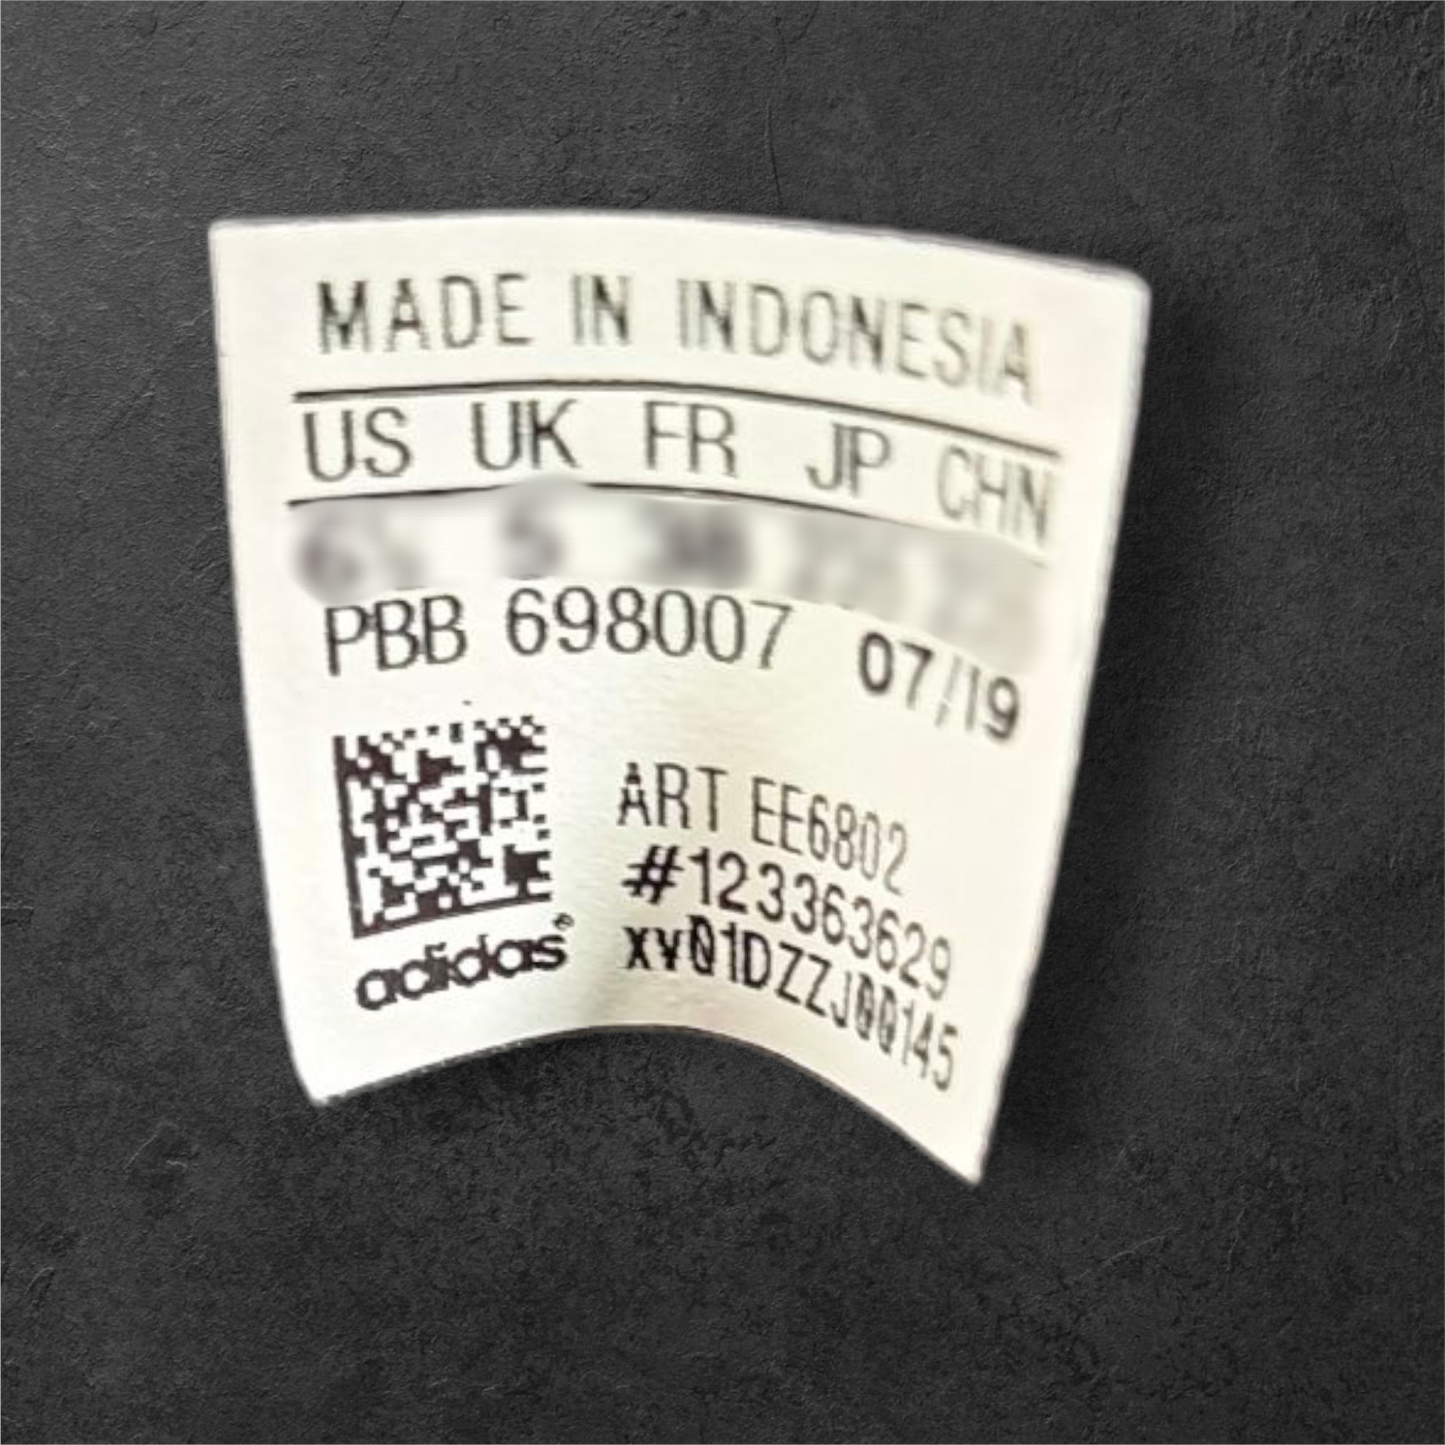 MADE IN INDONESIA
US UK FR JP CHN
PBB 698007 07/19
ART EE6802
#123363629
xv01DZZJ00145
adidas®